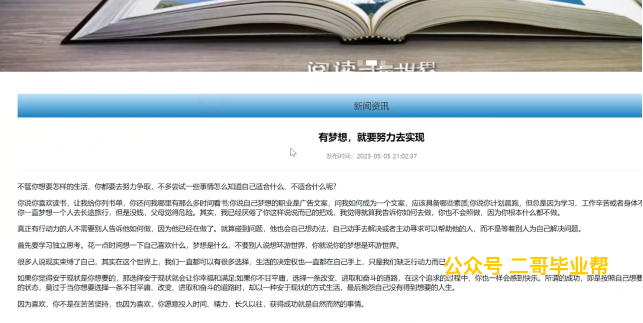 新闻资讯
有梦想，就要努力去实现
发布时间：2023-05-05 21:02:37
不管你想要怎样的生活，你都要去努力争取，不多尝试一些事情怎么知道自己适合什么、不适合什么呢?
你说你喜欢读书，让我给你列书单，你还问我哪里有那么多时间看书;你说自己梦想的职业是广告文案，问我如何成为一个文案，应该具备哪些素质;你说你计划晨跑，但总是因为学习、工作辛苦或者身体不
你一直梦想一个人去长途旅行，但是没钱，父母觉得危险。其实，我已经厌倦了你这样说说而已的把戏，我觉得就算我告诉你如何去做，你也不会照做，因为你根本什么都不做。
真正有行动力的人不需要别人告诉他如何做，因为他已经在做了。就算碰到问题，他也会自己想办法，自己动手去解决或者主动寻求可以帮助他的人，而不是等着别人为自己解决问题。
首先要学习独立思考。花一点时间想一下自己喜欢什么，梦想是什么，不要别人说想环游世界，你就说你的梦想是环游世界。
很多人说现实束缚了自己，其实在这个世界上，我们一直都可以有很多选择，生活的决定权也一直都在自己手上，只是我们缺乏行动力而已
公众号 二哥毕业帮
如果你觉得安于现状是你想要的，那选择安于现状就会让你幸福和满足;如果你不甘平庸，选择一条改变、进取和奋斗的道路，在这个追求的过程中，你也一样会感到快乐。所谓的成功，即是按照自己想要
的状态，莫过于当你想要选择一条不甘平庸、改变、进取和奋斗的道路时，却以一种安于现状的方式生活，最后抱怨自己没有得到想要的人生。
因为喜欢，你不是在苦苦坚持，也因为喜欢，你愿意投入时间、精力，长久以往，获得成功就是自然而然的事情。